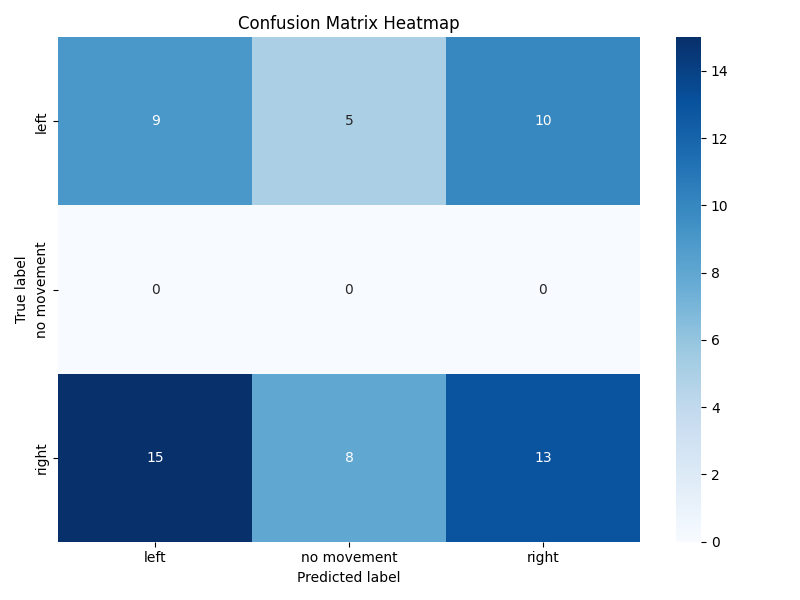 Confusion Matrix Heatmap
True label
left
9 5 10
no movement
0 0 0
right
15 8 13
left no movement right
Predicted label
14
12
10
8
6
4
2
0